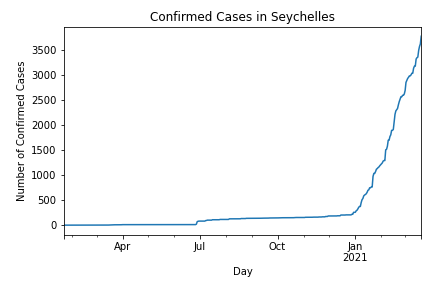 Confirmed Cases in Seychelles
Number of Confirmed Cases
3500
3000
2500
2000
1500
1000
500
0
Apr
Jul
Oct
Jan
2021
Day